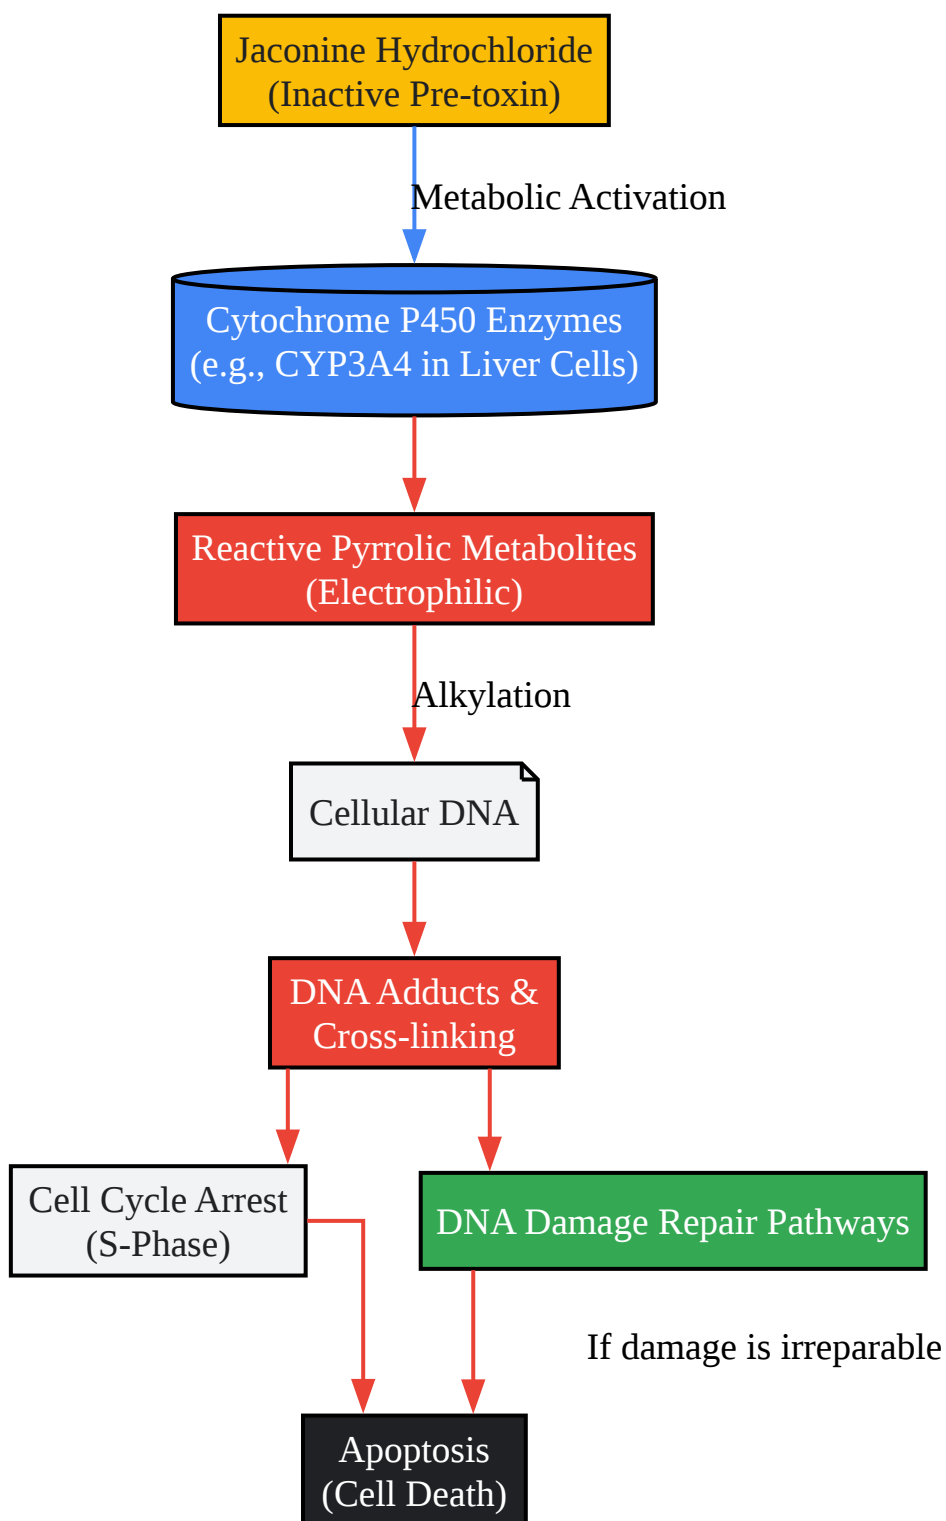 Jaconine Hydrochloride
(Inactive Pre-toxin)
Metabolic Activation
Cytochrome P450 Enzymes
(e.g., CYP3A4 in Liver Cells)
Reactive Pyrrolic Metabolites
(Electrophilic)
Alkylation
Cellular DNA
DNA Adducts &
Cross-linking
Cell Cycle Arrest
(S-Phase)
DNA Damage Repair Pathways
If damage is irreparable
Apoptosis
(Cell Death)